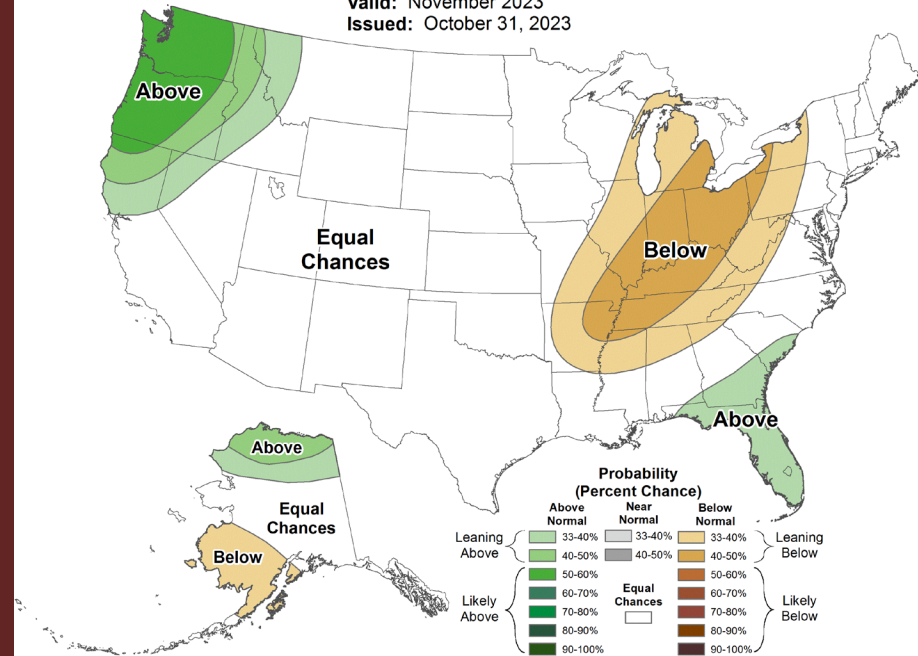 Valid: November 2023
Issued: October 31, 2023
Above
Equal
Chances
Below
Above
Above
Equal
Chances
Below
Probability
(Percent Chance)
Above
Normal
Near
Normal
Below
Normal
Leaning
Above
33-40%
33-40%
33-40%
Leaning
Below
40-50%
40-50%
40-50%
Likely
Above
50-60%
50-60%
Likely
Below
60-70%
Equal
Chances
60-70%
70-80%
70-80%
80-90%
80-90%
90-100%
90-100%